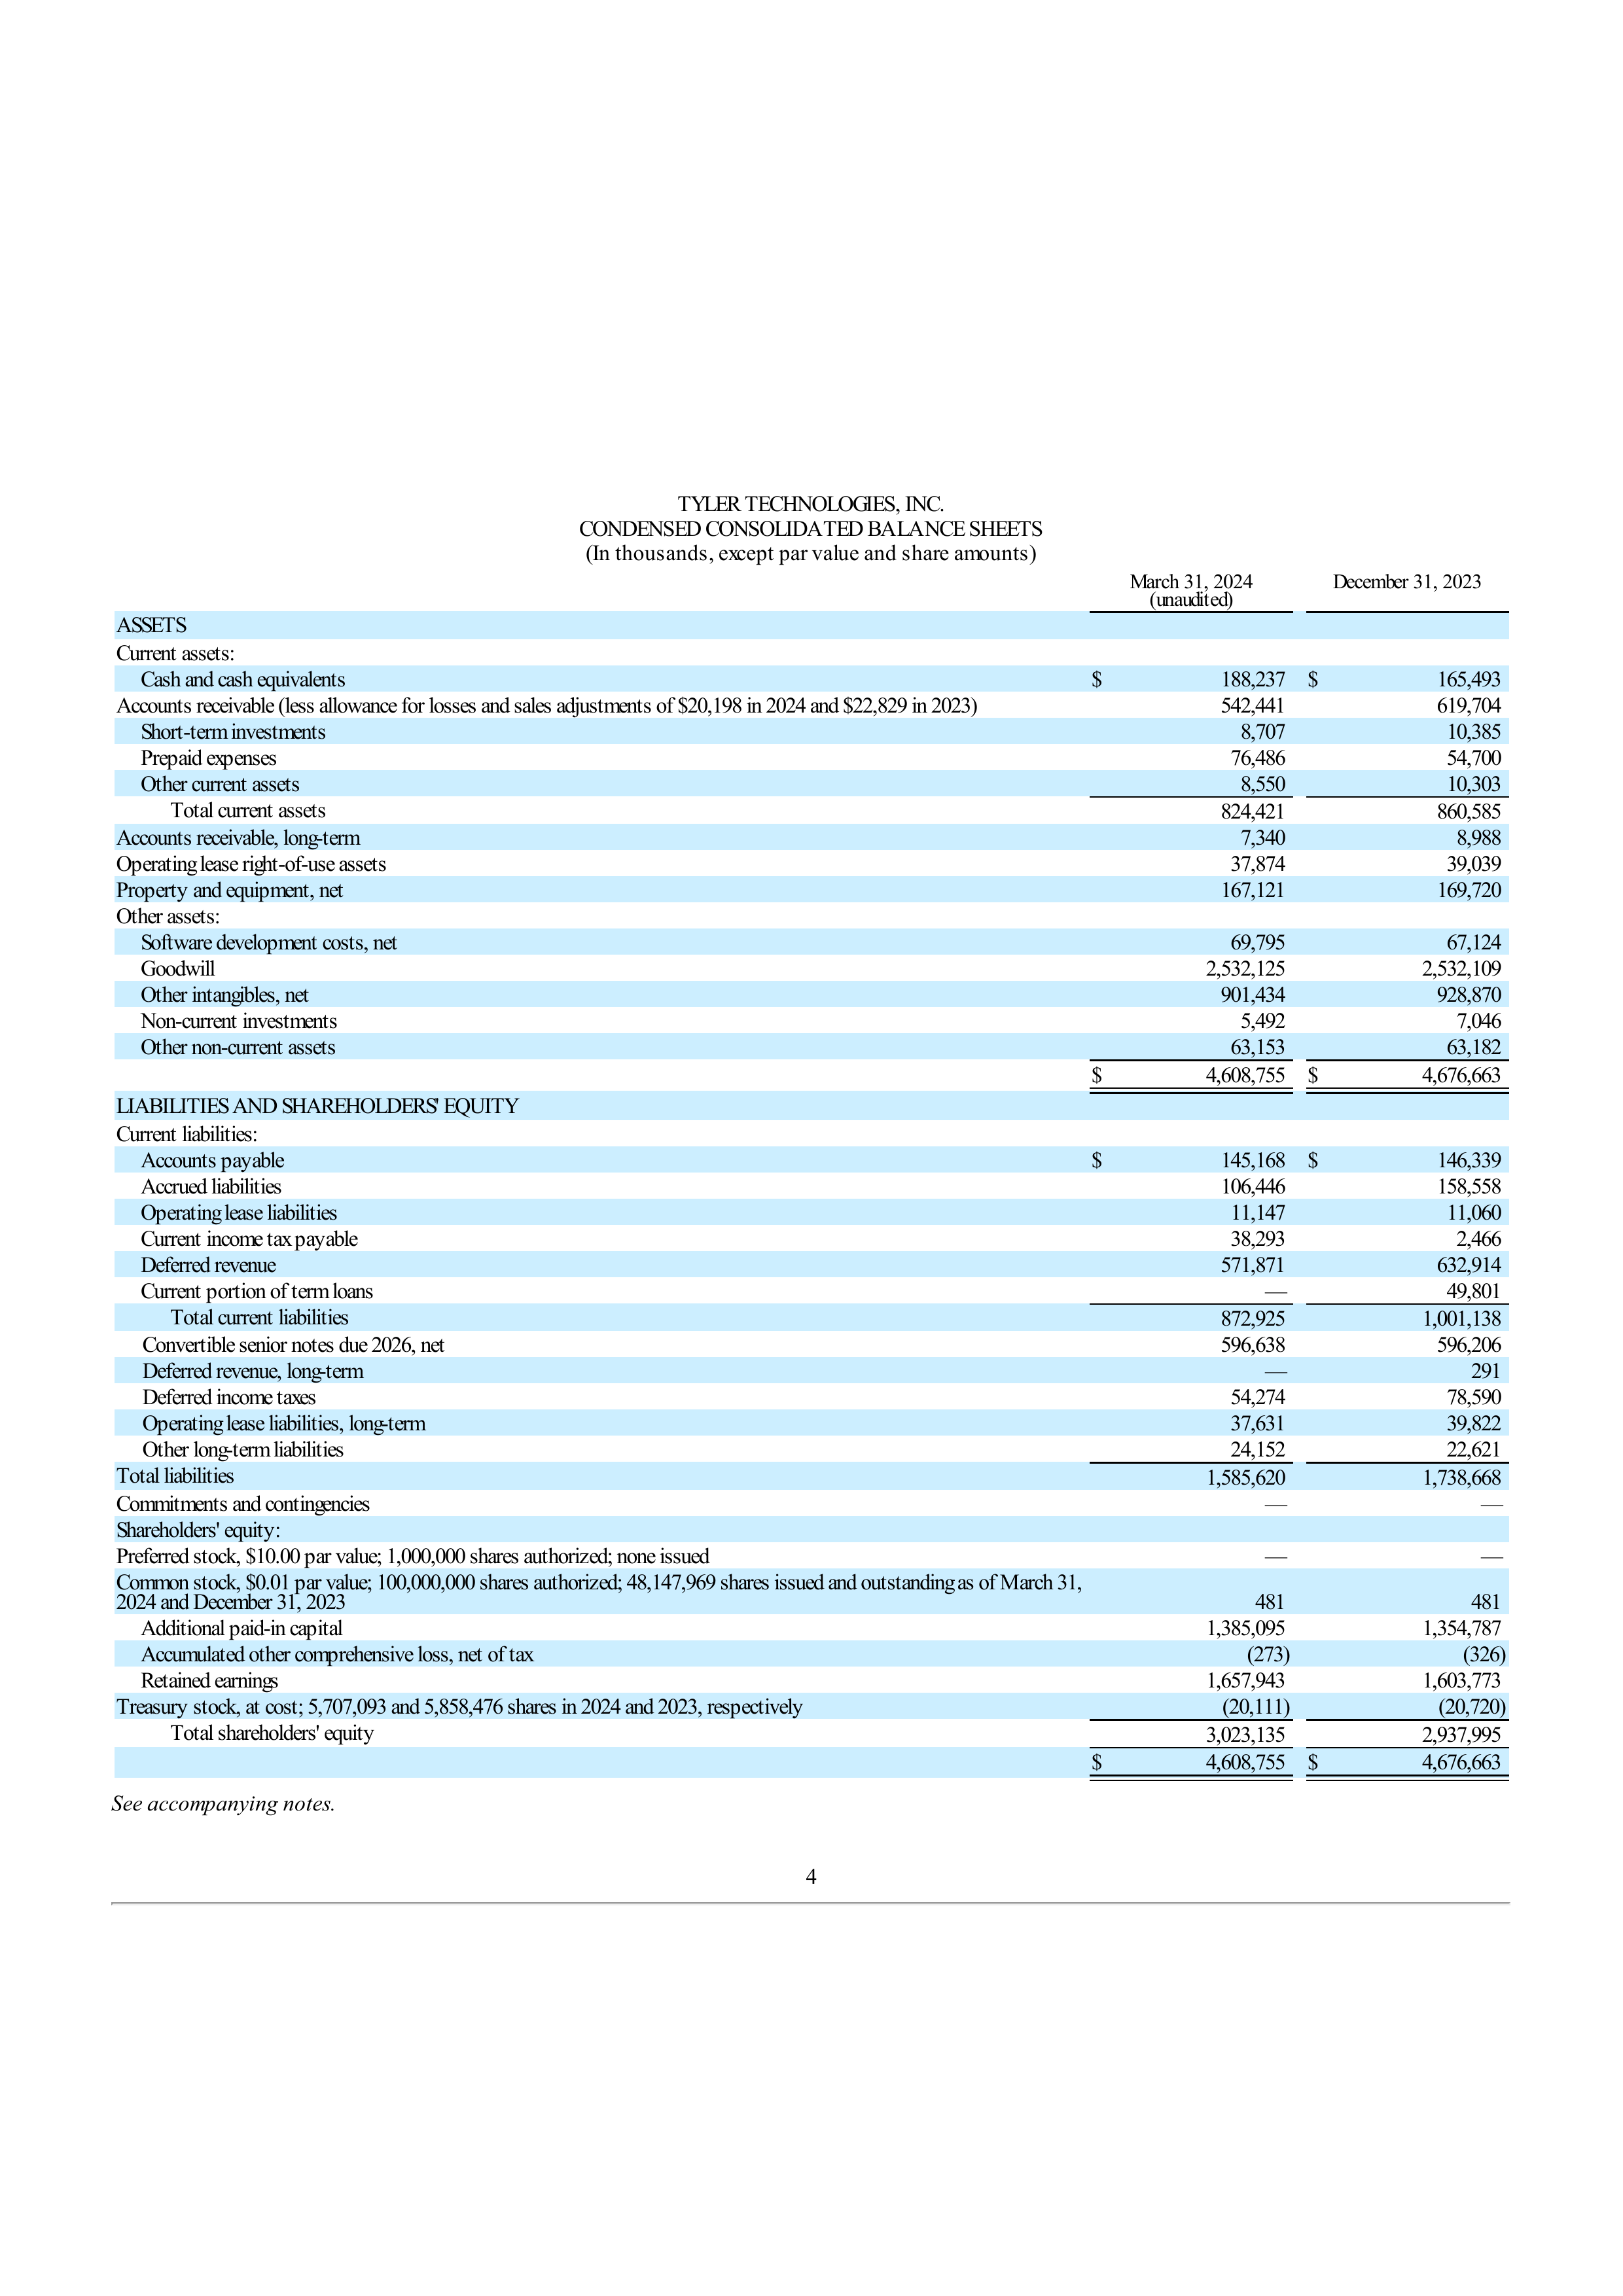 TYLER TECHNOLOGIES, INC.
CONDENSED CONSOLIDATED BALANCE SHEETS
(In thousands, except par value and share amounts)
March 31, 2024 December 31, 2023
(unaudited)
ASSETS
Current assets:
Cash and cash equivalents $ 188,237 $ 165,493
Accounts receivable (less allowance for losses and sales adjustments of $20,198 in 2024 and $22,829 in 2023) 542,441 619,704
Short-term investments 8,707 10,385
Prepaid expenses 76,486 54,700
Other current assets 8,550 10,303
Total current assets 824,421 860,585
Accounts receivable, long-term 7,340 8,988
Operating lease right-of-use assets 37,874 39,039
Property and equipment, net 167,121 169,720
Other assets:
Software development costs, net 69,795 67,124
Goodwill 2,532,125 2,532,109
Other intangibles, net 901,434 928,870
Non-current investments 5,492 7,046
Other non-current assets 63,153 63,182
$ 4,608,755 $ 4,676,663
LIABILITIES AND SHAREHOLDERS' EQUITY
Current liabilities:
Accounts payable $ 145,168 $ 146,339
Accrued liabilities 106,446 158,558
Operating lease liabilities 11,147 11,060
Current income tax payable 38,293 2,466
Deferred revenue 571,871 632,914
Current portion of term loans — 49,801
Total current liabilities 872,925 1,001,138
Convertible senior notes due 2026, net 596,638 596,206
Deferred revenue, long-term — 291
Deferred income taxes 54,274 78,590
Operating lease liabilities, long-term 37,631 39,822
Other long-term liabilities 24,152 22,621
Total liabilities 1,585,620 1,738,668
Commitments and contingencies — —
Shareholders' equity:
Preferred stock, $10.00 par value; 1,000,000 shares authorized; none issued — —
Common stock, $0.01 par value; 100,000,000 shares authorized; 48,147,969 shares issued and outstanding as of March 31,
2024 and December 31, 2023 481 481
Additional paid-in capital 1,385,095 1,354,787
Accumulated other comprehensive loss, net of tax (273) (326)
Retained earnings 1,657,943 1,603,773
Treasury stock, at cost; 5,707,093 and 5,858,476 shares in 2024 and 2023, respectively (20,111) (20,720)
Total shareholders' equity 3,023,135 2,937,995
$ 4,608,755 $ 4,676,663
See accompanying notes.
4